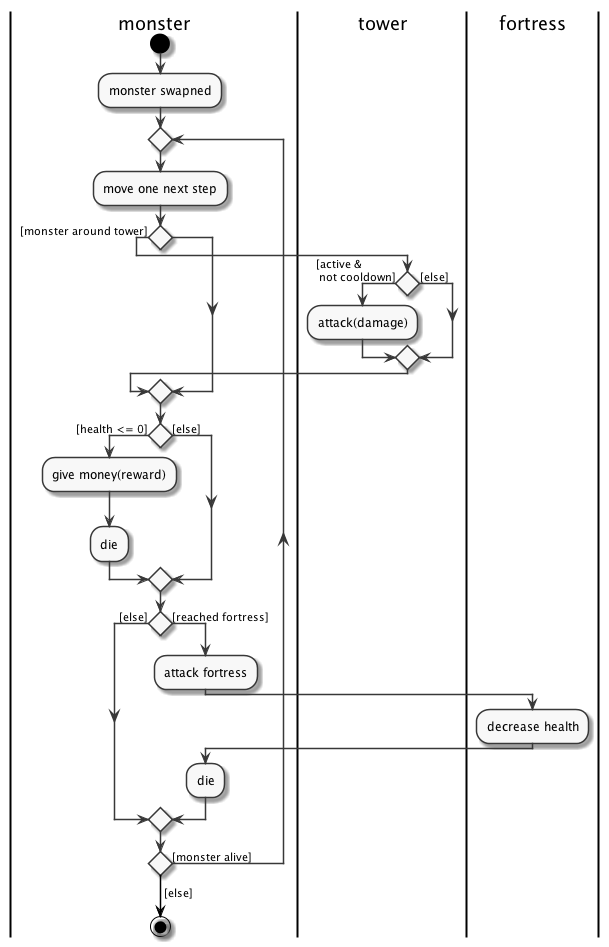 monster
tower
fortress
monster swapned
move one next step
[monster around tower]
[active &
not cooldown]
[else]
attack(damage)
[health <= 0]
[else]
give money(reward)
die
[else]
[reached fortress]
attack fortress
decrease health
die
[monster alive]
[else]